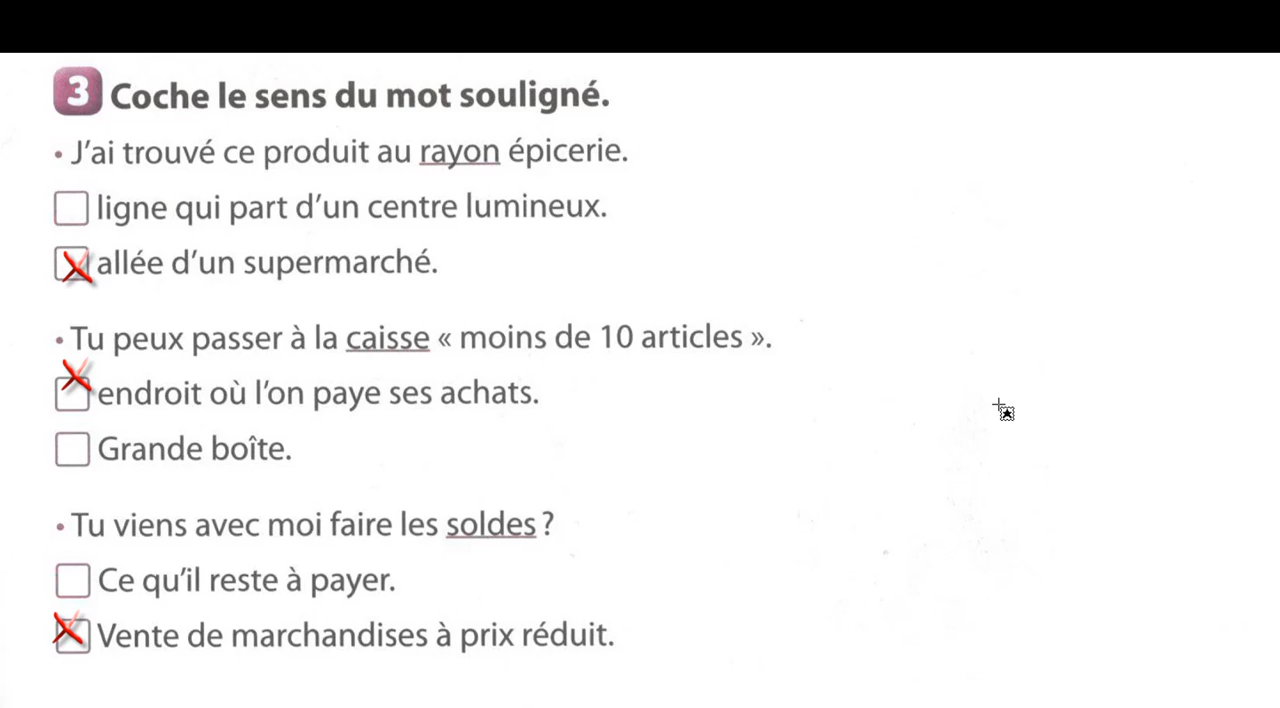 3 Coche le sens du mot souligné.
• J'ai trouvé ce produit au rayon épicerie.
ligne qui part d'un centre lumineux.
allée d'un supermarché.
• Tu peux passer à la caisse « moins de 10 articles ».
endroit où l'on paye ses achats.
Grande boîte.
• Tu viens avec moi faire les soldes ?
Ce qu'il reste à payer.
Vente de marchandises à prix réduit.